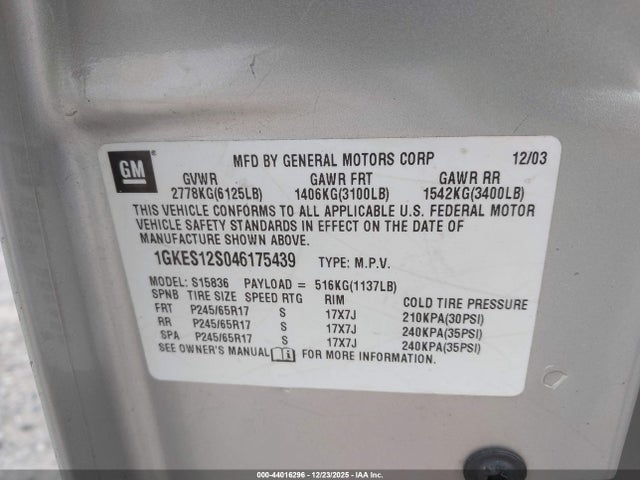 GM
MFD BY GENERAL MOTORS CORP 12/03
GVWR GAWR FRT GAWR RR
2778KG(6125LB) 1406KG(3100LB) 1542KG(3400LB)
THIS VEHICLE CONFORMS TO ALL APPLICABLE U.S. FEDERAL MOTOR
VEHICLE SAFETY STANDARDS IN EFFECT ON THE DATE OF
MANUFACTURE SHOWN ABOVE.
1GKES12S046175439 TYPE: M.P.V.
MODEL: S15836 PAYLOAD = 516KG(1137LB)
SPNB TIRE SIZE SPEED RTG RIM COLD TIRE PRESSURE
FRT P245/65R17 S 17X7J 210KPA(30PSI)
RR P245/65R17 S 17X7J 240KPA(35PSI)
SPA P245/65R17 S 17X7J 240KPA(35PSI)
SEE OWNER'S MANUAL FOR MORE INFORMATION.
000-44016296 - 12/23/2025 - IAA Inc.